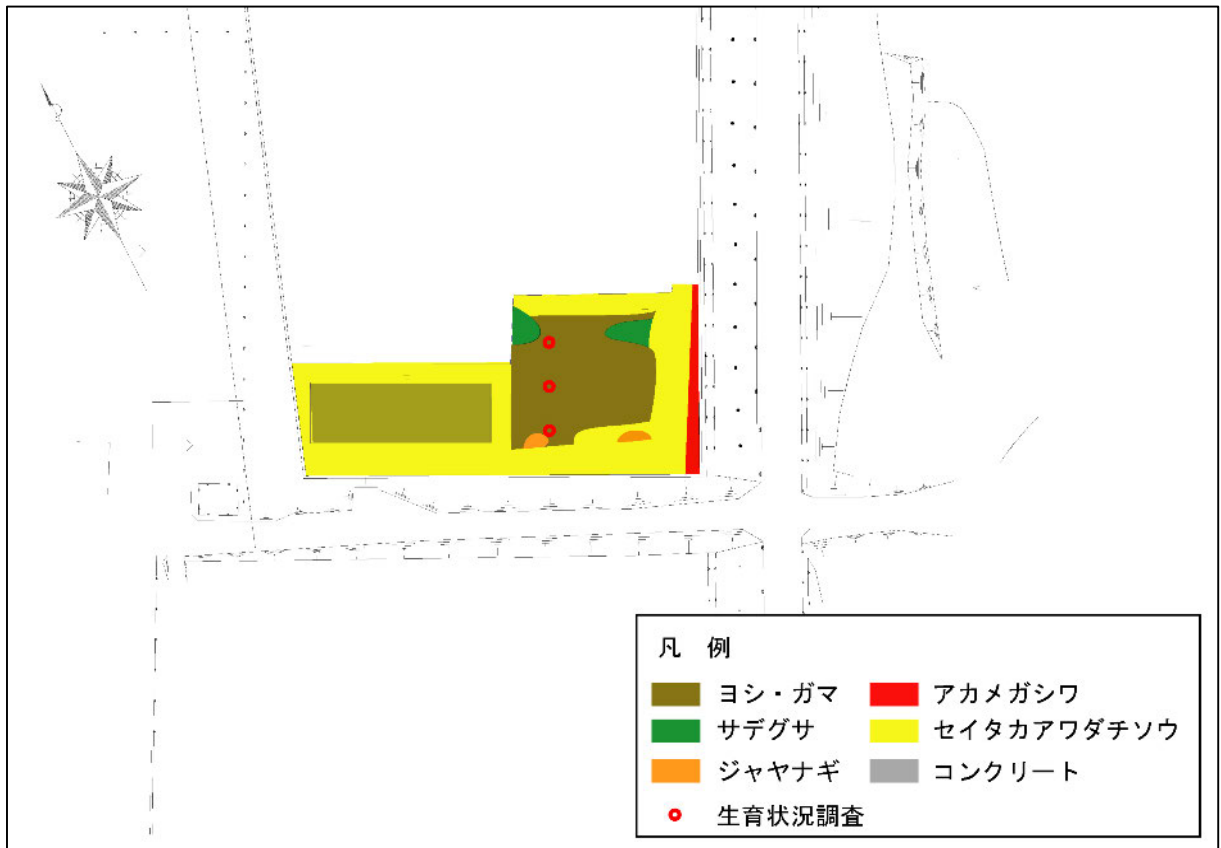 凡 例
ヨシ・ガマ
アカメガシワ
サデグサ
セイタカアワダチソウ
ジャヤナギ
コンクリート
生育状況調査